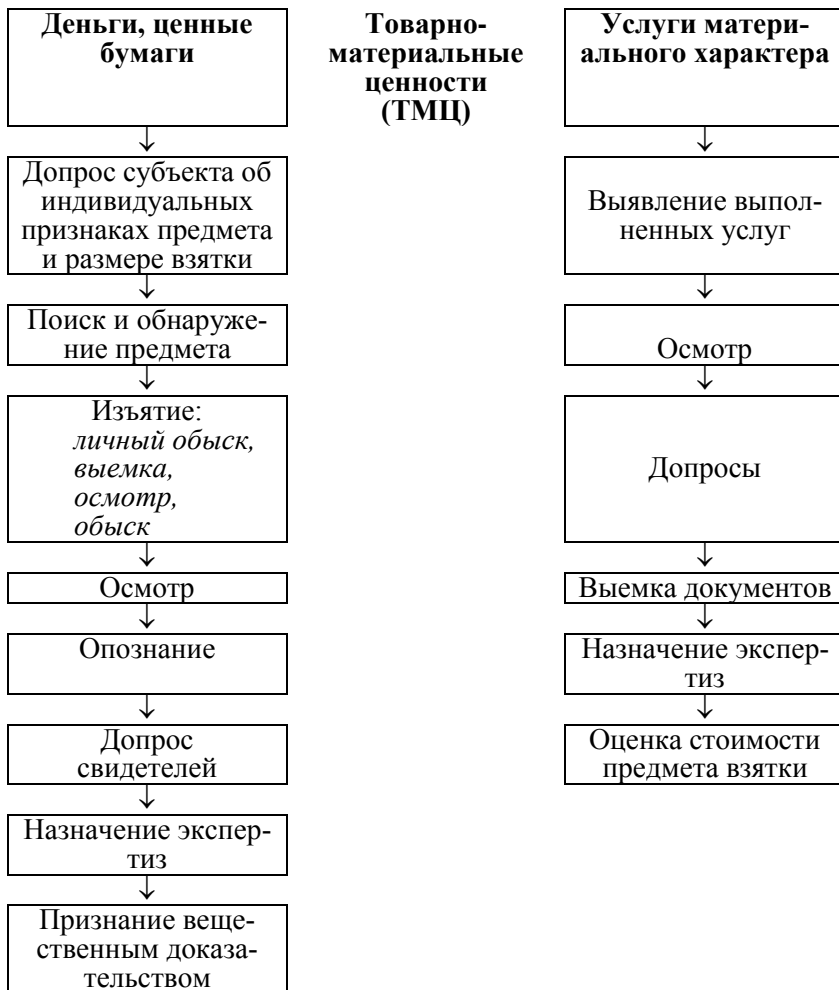 Деньги, ценные
бумаги
Товарно-
материальные
ценности
(ТМЦ)
Услуги матери-
ального характера
↓
↓
Допрос субъекта об
индивидуальных
признаках предмета
и размере взятки
Выявление выпол-
ненных услуг
↓
↓
Поиск и обнаруже-
ние предмета
Осмотр
↓
↓
Изъятие:
личный обыск,
выемка,
осмотр,
обыск
Допросы
↓
↓
Осмотр
Выемка документов
↓
↓
Опознание
Назначение экспер-
тиз
↓
↓
Допрос
свидетелей
Оценка стоимости
предмета взятки
↓
Назначение экспер-
тиз
↓
Признание веще-
ственным доказа-
тельством